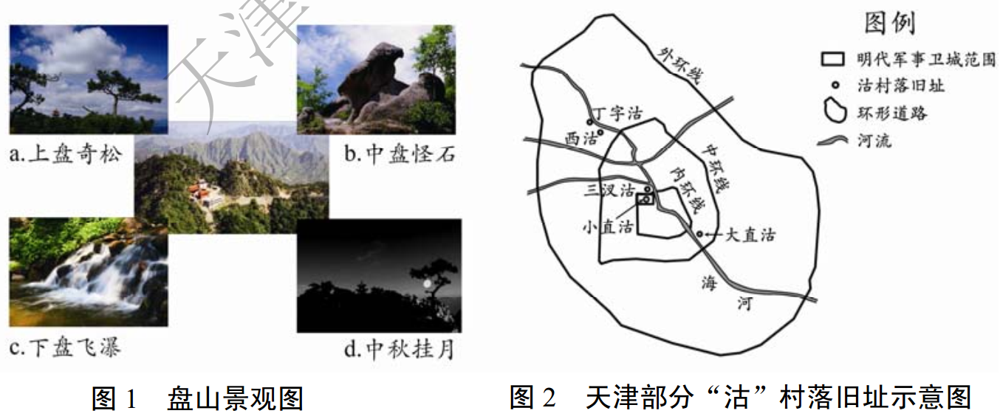 天津
a.上盘奇松
b.中盘怪石
c.下盘飞瀑
d.中秋挂月
图1 盘山景观图
图例
明代军事卫城范围
沽村落旧址
环形道路
河流
外环线
丁字沽
西沽
中环线
内环线
三汊沽
小直沽
大直沽
海河
图2 天津部分“沽”村落旧址示意图